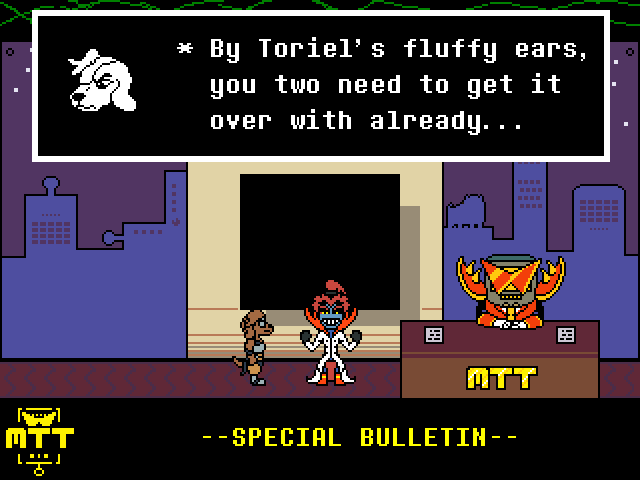 * By Toriel's fluffy ears,
you two need to get it
over with already...
MTT
MTT
--SPECIAL BULLETIN--